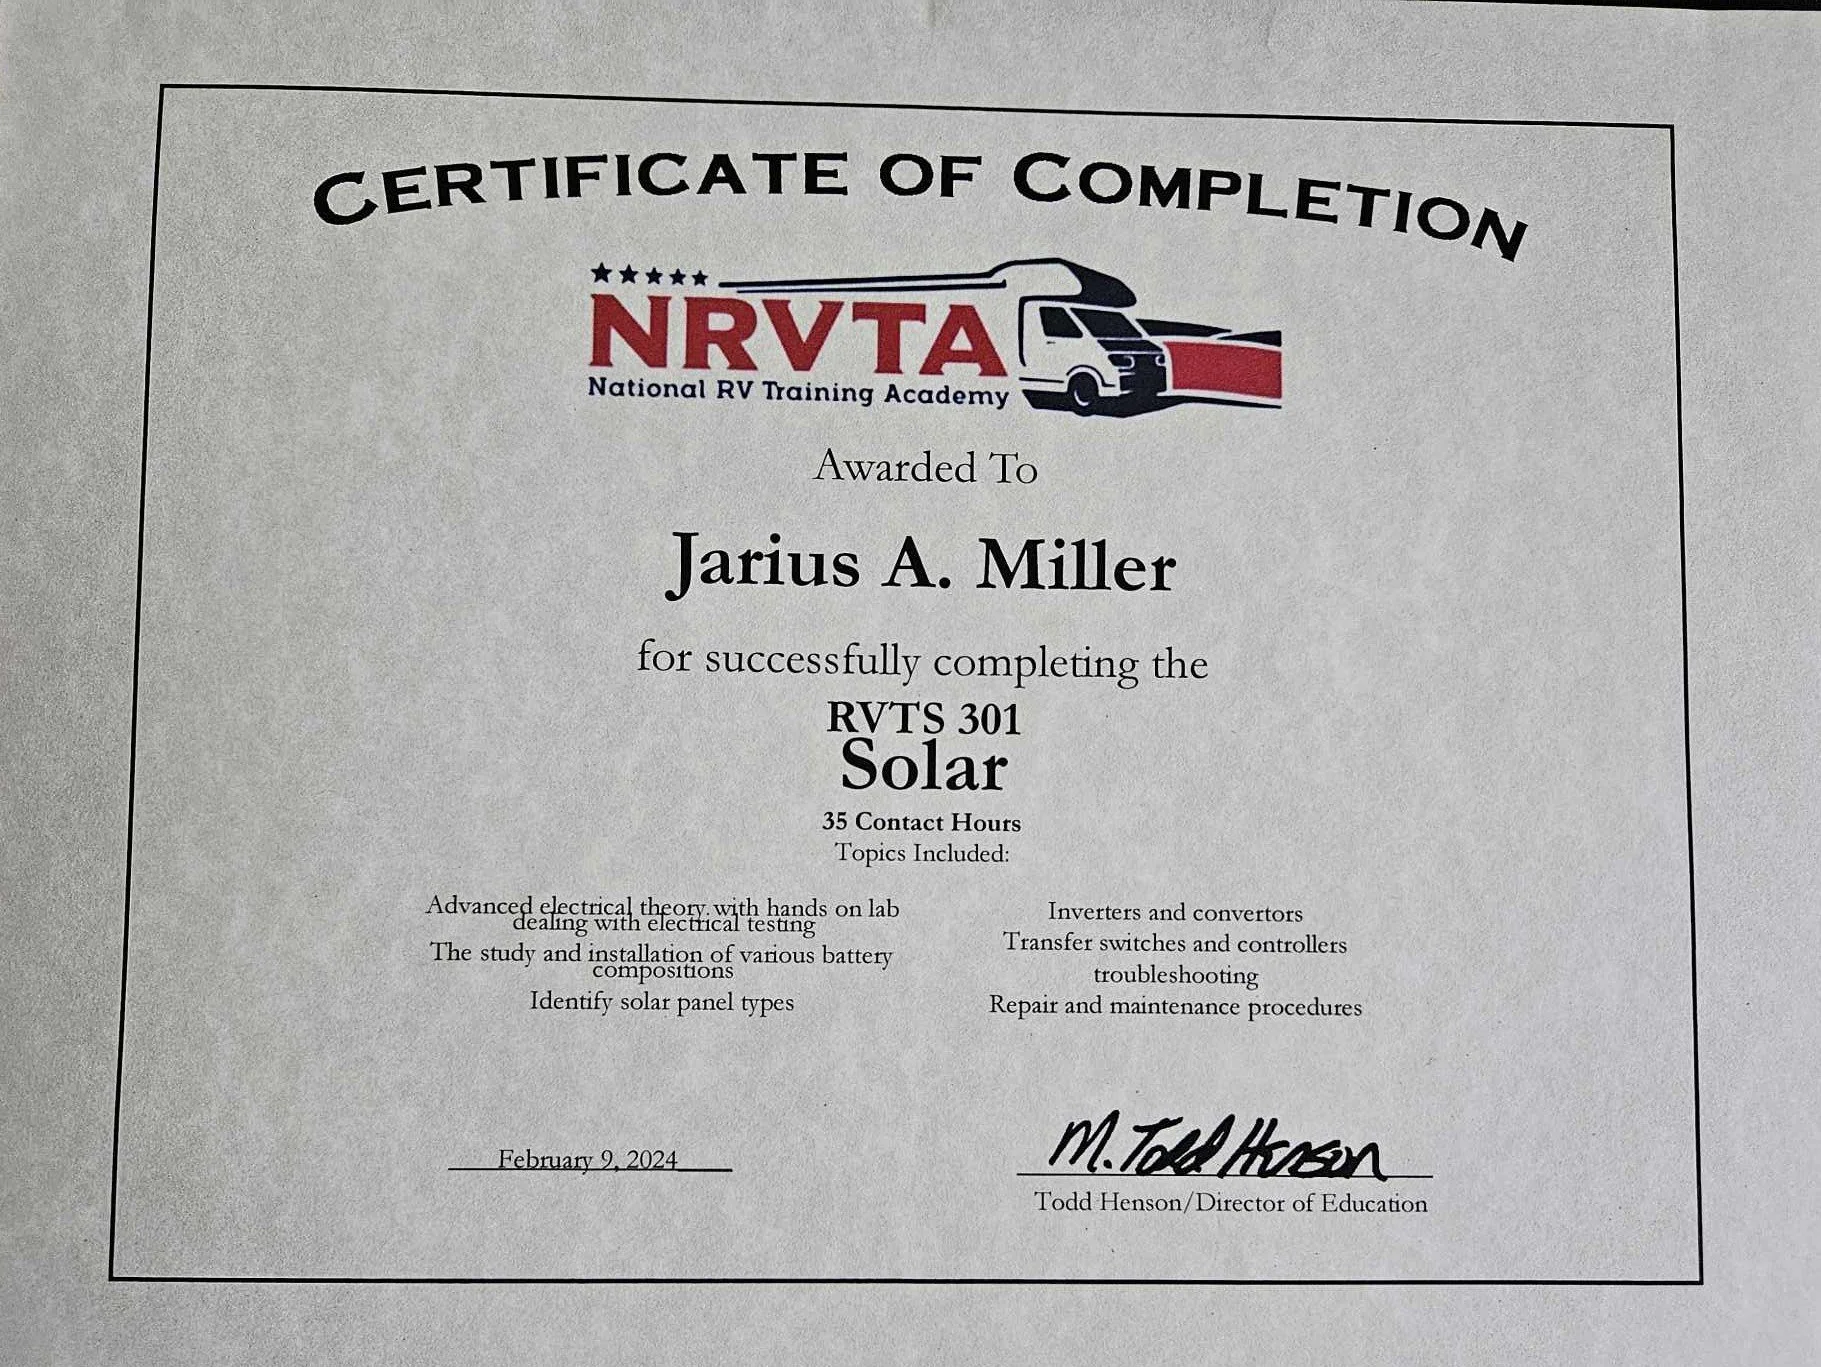 CERTIFICATE OF COMPLETION
NRVTA
National RV Training Academy
Awarded To
Jarius A. Miller
for successfully completing the
RVTS 301
Solar
35 Contact Hours
Topics Included:
Advanced electrical theory with hands on lab
dealing with electrical testing
The study and installation of various battery
compositions
Identify solar panel types
Inverters and convertors
Transfer switches and controllers
troubleshooting
Repair and maintenance procedures
February 9, 2024
M. Todd Henson
Todd Henson/Director of Education